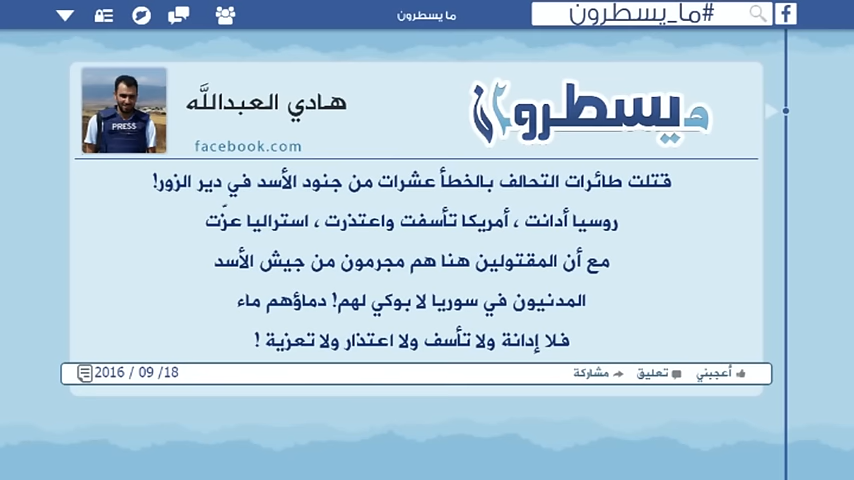 #ما_يسطرون
ما يسطرون
ما يسطرون
هادي العبدالله
facebook.com
PRESS
قتلت طائرات التحالف بالخطأ عشرات من جنود الأسد في دير الزور!
روسيا أدانت ، أمريكا تأسفت واعتذرت ، استراليا عزّت
مع أن المقتولين هنا هم مجرمون من جيش الأسد
المدنيون في سوريا لا بوكي لهم! دماؤهم ماء
فلا إدانة ولا تأسف ولا اعتذار ولا تعزية !
أعجبني تعليق مشاركة
2016 / 09 /18